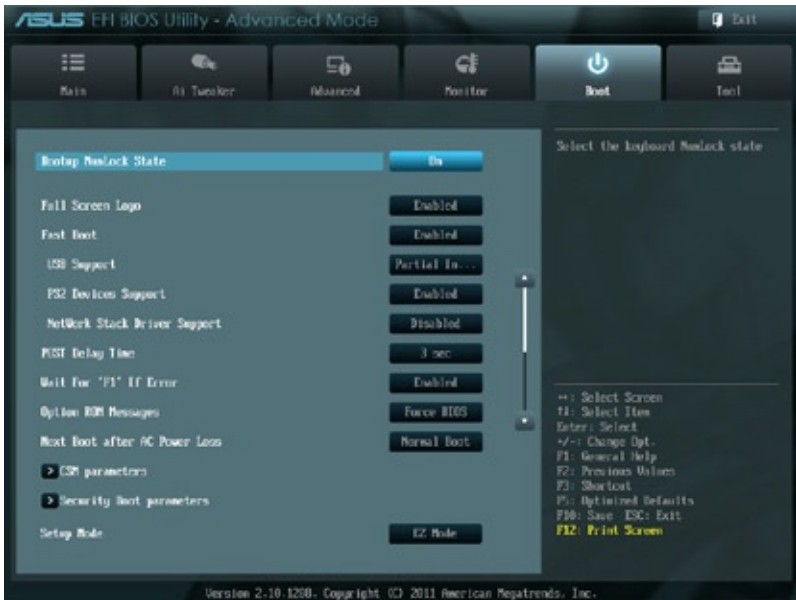 ASUS EFI BIOS Utility - Advanced Mode
Exit
Main
Ai Tweaker
Advanced
Monitor
Boot
Tool
Bootup NumLock State On
Select the keyboard NumLock state
Full Screen Logo Enabled
Fast Boot Enabled
USB Support Partial In...
PS2 Devices Support Enabled
NetWork Stack Driver Support Disabled
POST Delay Time 3 sec
Wait For 'F1' If Error Enabled
Option ROM Messages Force BIOS
Next Boot after AC Power Loss Normal Boot
> CSM parameters
> Security Boot parameters
Setup Mode EZ Mode
→←: Select Screen
↑↓: Select Item
Enter: Select
+/-: Change Opt.
F1: General Help
F2: Previous Values
F3: Shortcut
F5: Optimized Defaults
F10: Save ESC: Exit
F12: Print Screen
Version 2.10.1208. Copyright (C) 2011 American Megatrends, Inc.